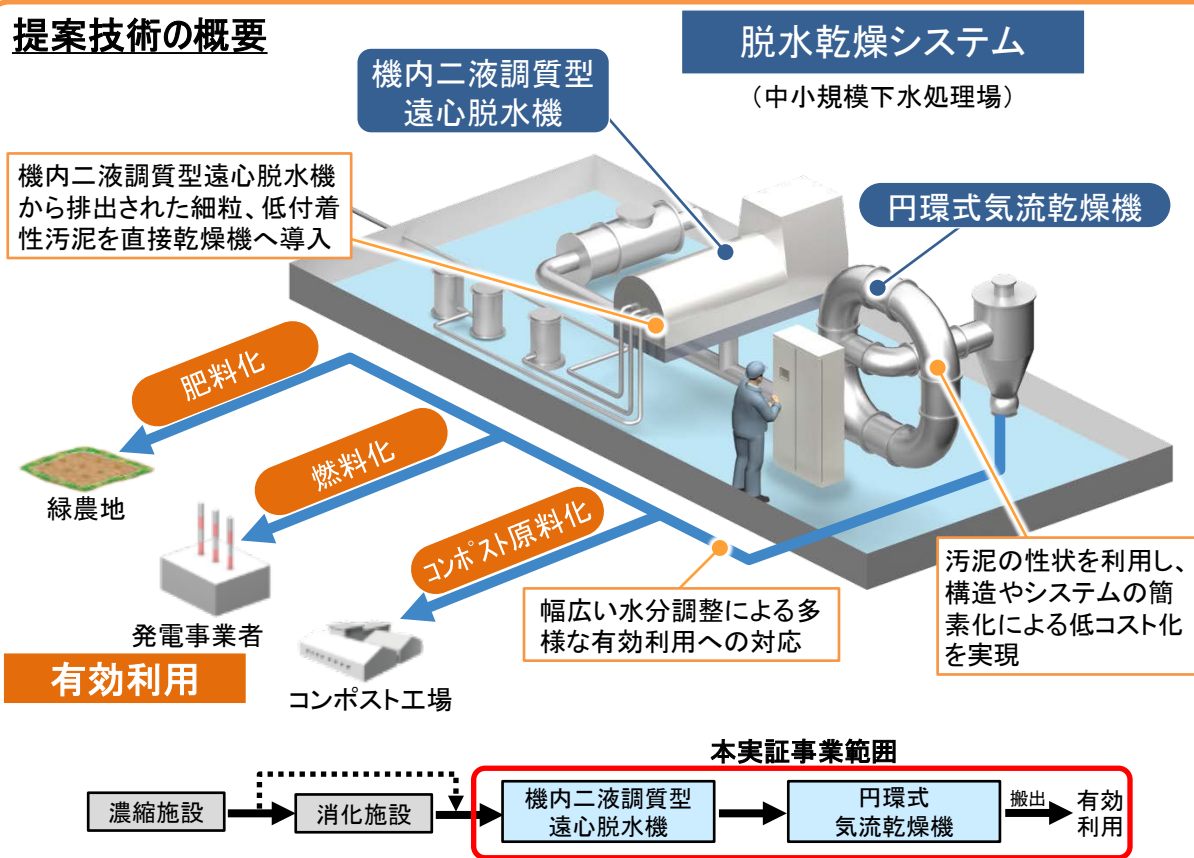 提案技術の概要
脱水乾燥システム
（中小規模下水処理場）
機内二液調質型
遠心脱水機
機内二液調質型遠心脱水機
から排出された細粒、低付着
性汚泥を直接乾燥機へ導入
円環式気流乾燥機
肥料化
緑農地
燃料化
発電事業者
コンポスト原料化
コンポスト工場
有効利用
幅広い水分調整による多
様な有効利用への対応
汚泥の性状を利用し、
構造やシステムの簡
素化による低コスト化
を実現
本実証事業範囲
濃縮施設
消化施設
機内二液調質型
遠心脱水機
円環式
気流乾燥機
搬出
有効
利用